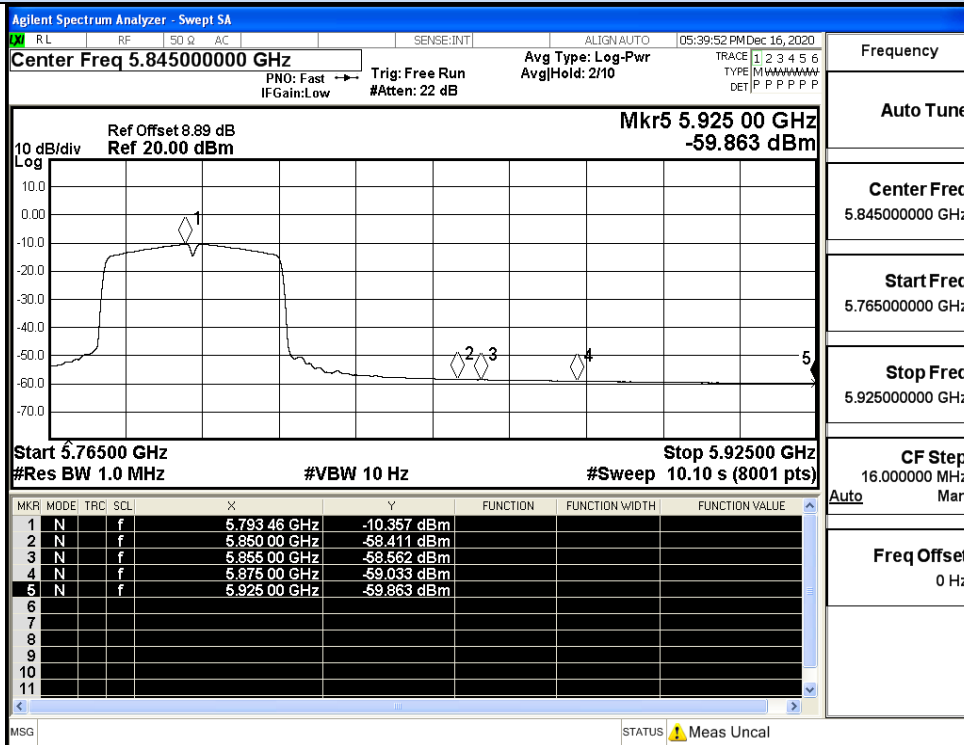 Agilent Spectrum Analyzer - Swept SA
LXI RL RF 50 Ω AC SENSE:INT ALIGN AUTO 05:39:52 PM Dec 16, 2020
Center Freq 5.845000000 GHz
PNO: Fast
IFGain:Low
Trig: Free Run
#Atten: 22 dB
Avg Type: Log-Pwr
Avg|Hold: 2/10
TRACE 1 2 3 4 5 6
TYPE M WWWWW
DET P P P P P P
Mkr5 5.925 00 GHz
-59.863 dBm
Ref Offset 8.89 dB
10 dB/div Ref 20.00 dBm
Log
10.0
0.00
-10.0
-20.0
-30.0
-40.0
-50.0
-60.0
-70.0
1
2 3 4 5
Start 5.76500 GHz Stop 5.92500 GHz
#Res BW 1.0 MHz #VBW 10 Hz #Sweep 10.10 s (8001 pts)
MKR MODE TRC SCL X Y FUNCTION FUNCTION WIDTH FUNCTION VALUE
1 N f 5.793 46 GHz -10.357 dBm
2 N f 5.850 00 GHz -58.411 dBm
3 N f 5.855 00 GHz -58.562 dBm
4 N f 5.875 00 GHz -59.033 dBm
5 N f 5.925 00 GHz -59.863 dBm
6
7
8
9
10
11
MSG STATUS Meas Uncal
Frequency
Auto Tune
Center Freq
5.845000000 GHz
Start Freq
5.765000000 GHz
Stop Freq
5.925000000 GHz
CF Step
16.000000 MHz
Auto Man
Freq Offset
0 Hz